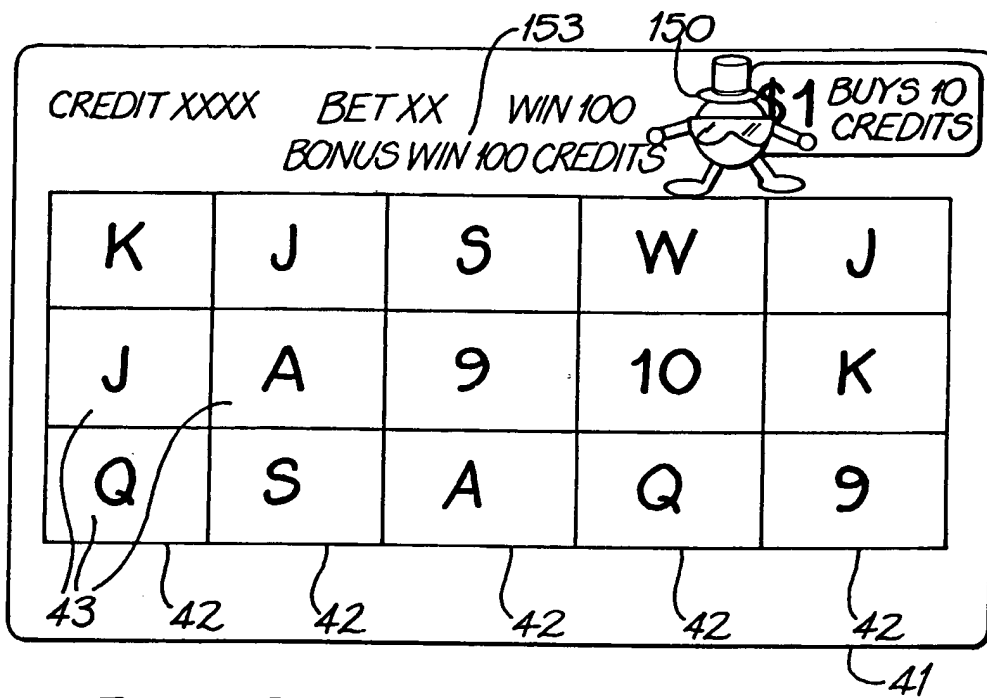 153 150
CREDIT XXXX BET XX WIN 100 $1 BUYS 10
CREDITS
BONUS WIN 100 CREDITS
K J S W J
J A 9 10 K
Q S A Q 9
43 42 42 42 42 42
41